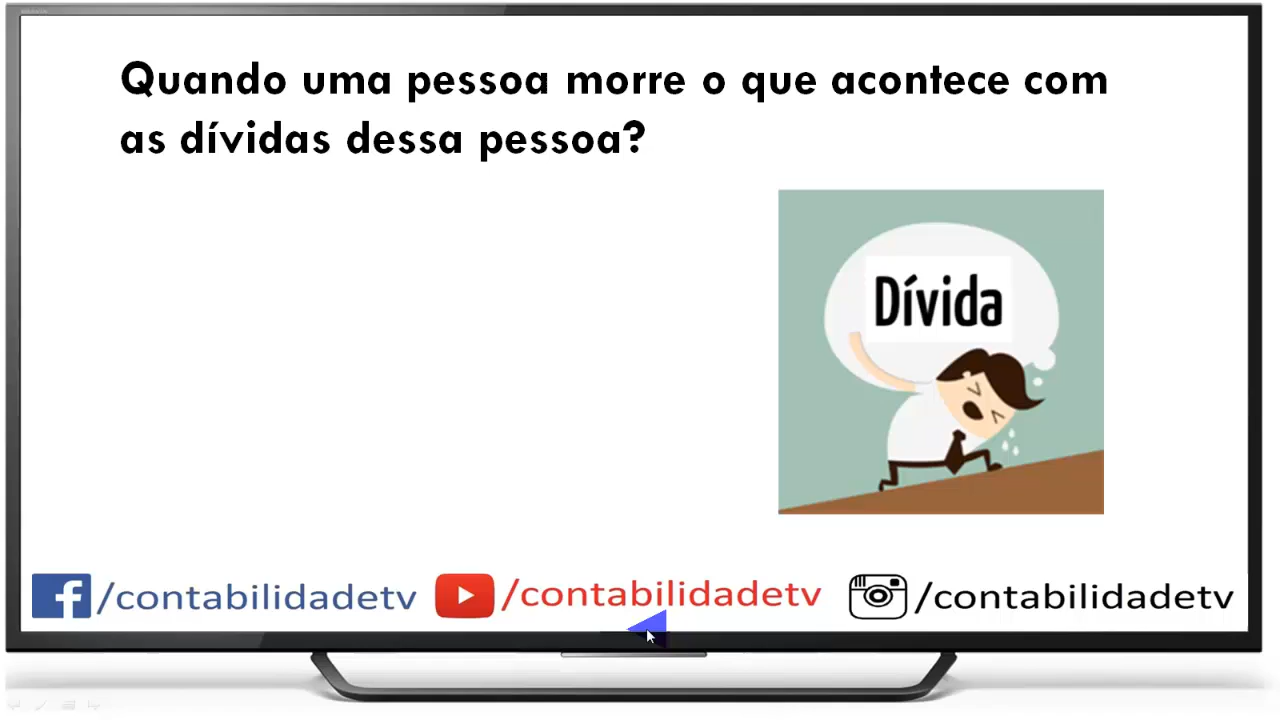 Quando uma pessoa morre o que acontece com
as dívidas dessa pessoa?
Dívida
/contabilidadetv /contabilidadetv /contabilidadetv